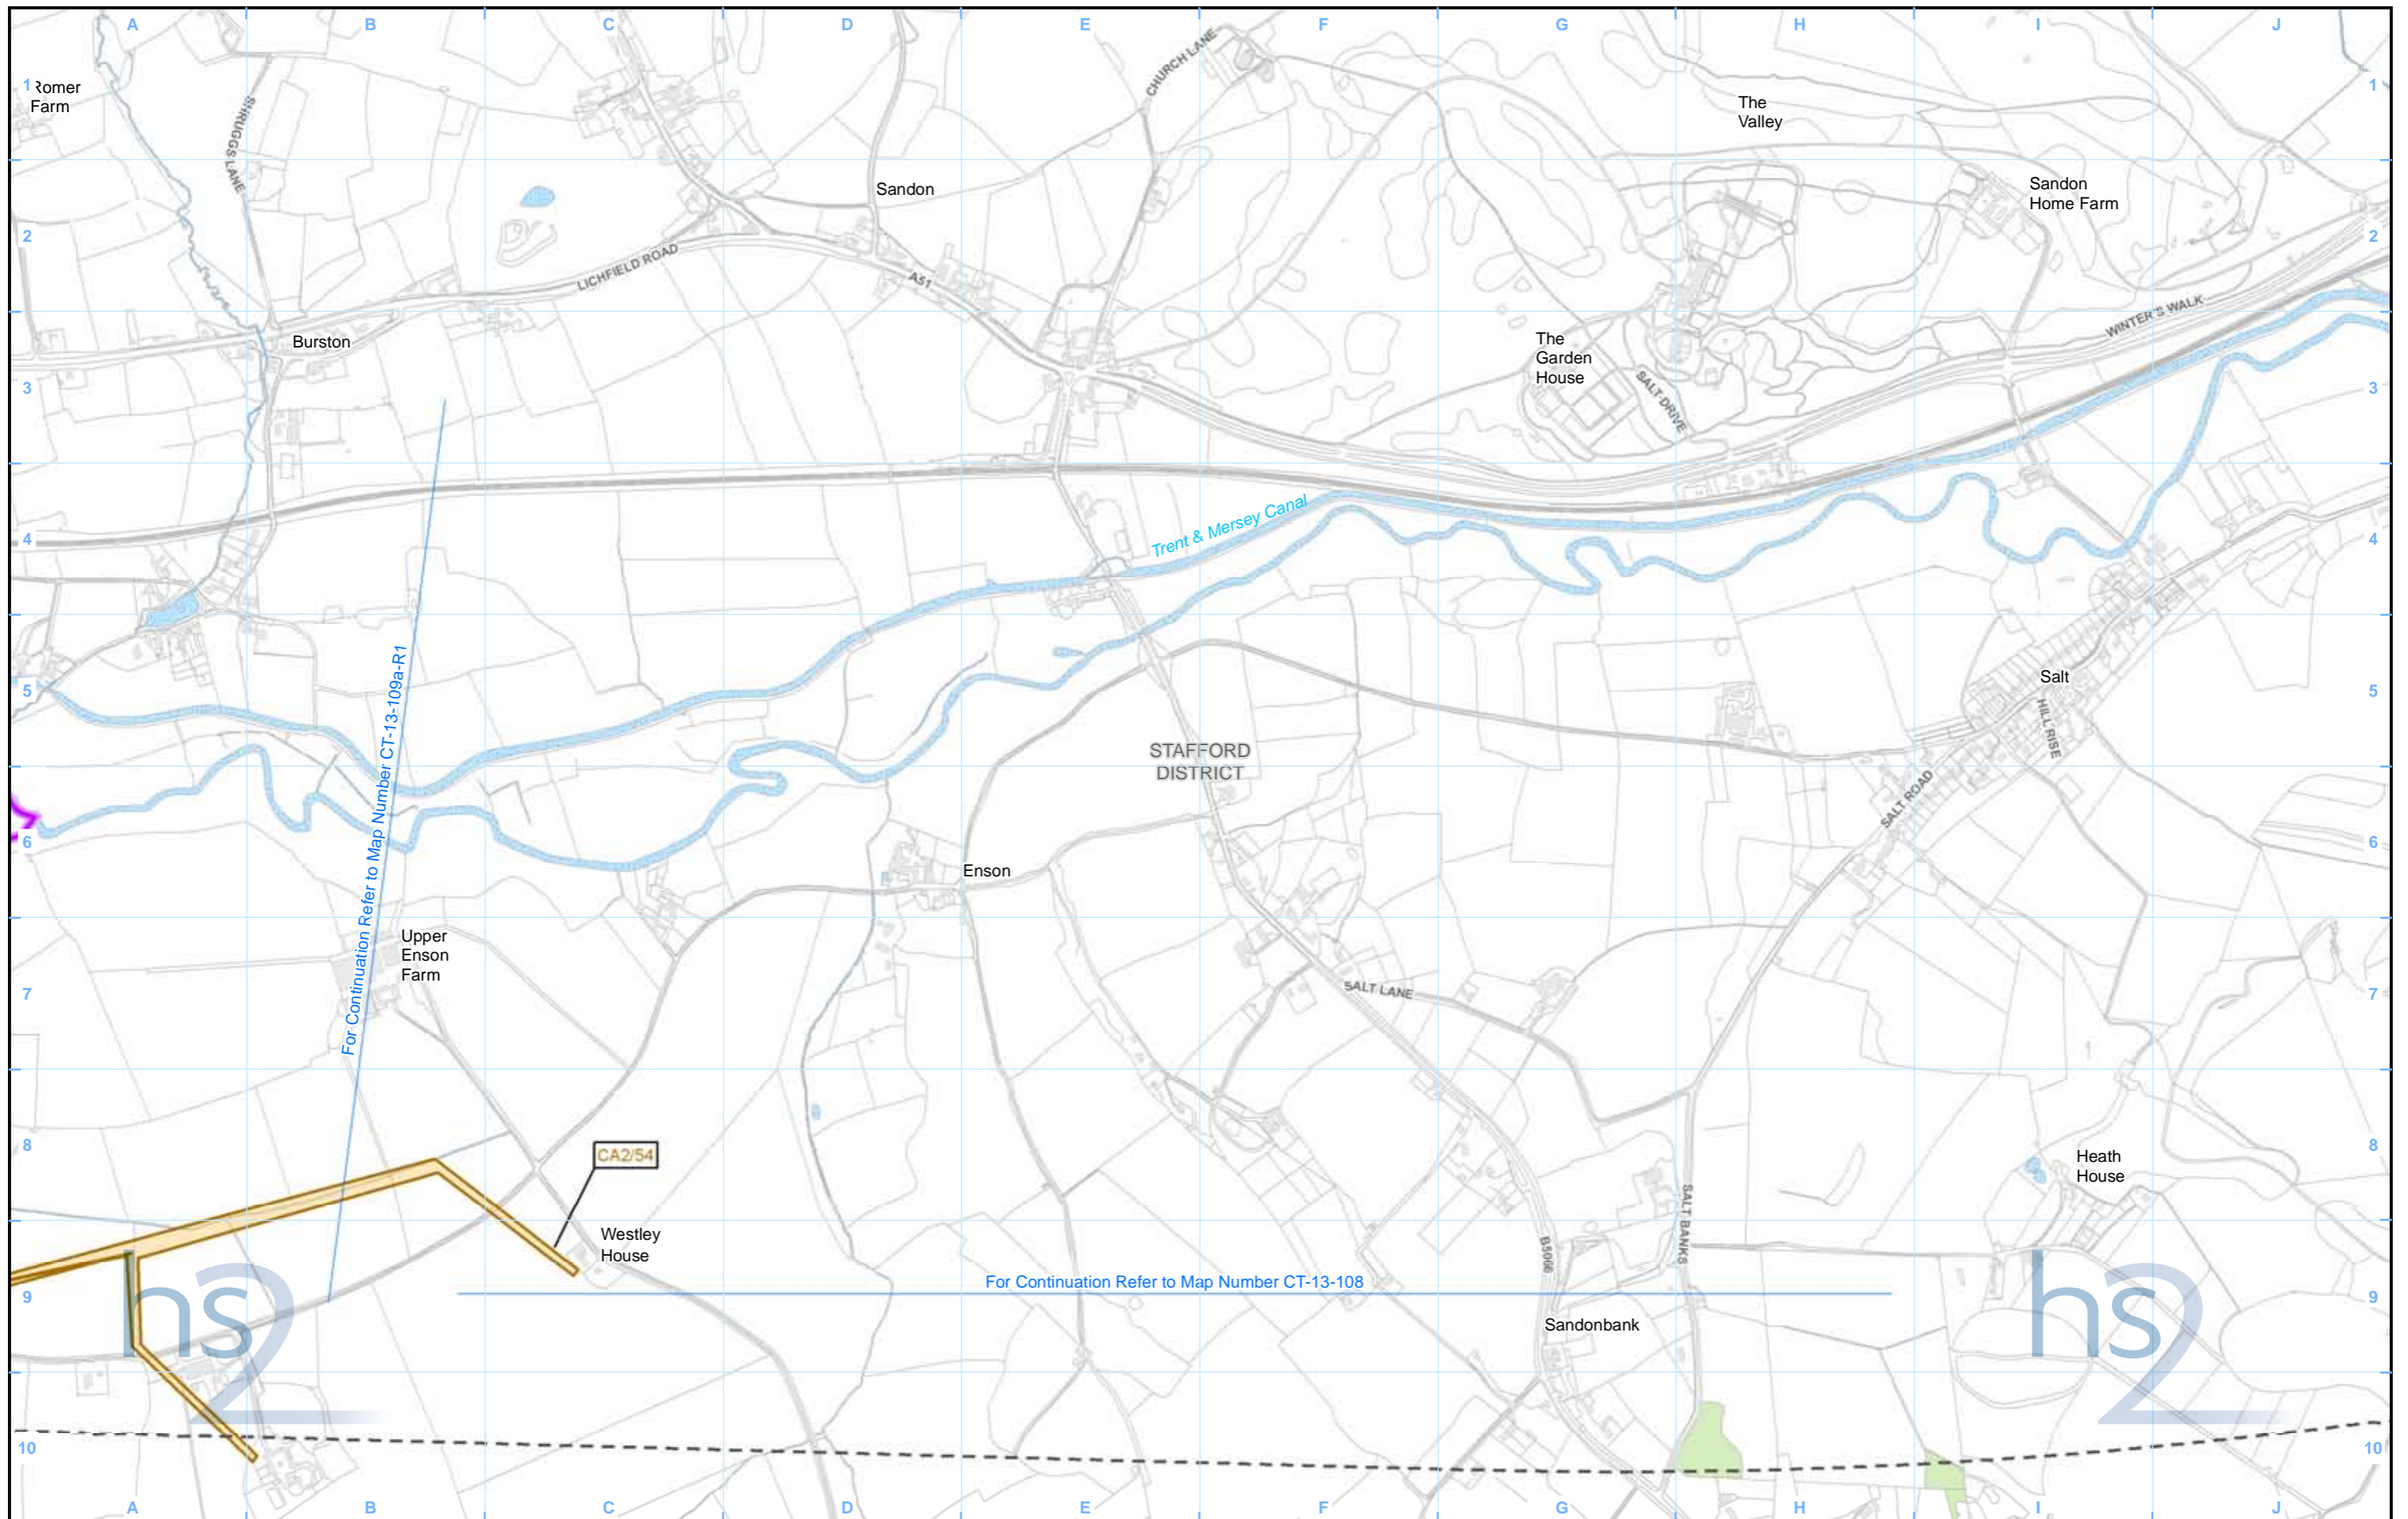 A B C D E F G H I J
1
Romer
Farm
SHRUGGS LANE
CHURCH LANE
The
Valley
1
Sandon
Sandon
Home Farm
2
LICHFIELD ROAD
A51
2
WINTER'S WALK
Burston
The
Garden
House
3
SALT DRIVE
3
Trent & Mersey Canal
4
4
For Continuation Refer to Map Number CT-13-109a-R1
5
Salt
HILL RISE
5
STAFFORD
DISTRICT
SALT ROAD
6
6
Enson
Upper
Enson
Farm
7
SALT LANE
7
8
CA2/54
Heath
House
8
SALT BANKS
Westley
House
B5066
9
For Continuation Refer to Map Number CT-13-108
9
hs2
hs2
Sandonbank
10
10
A B C D E F G H I J